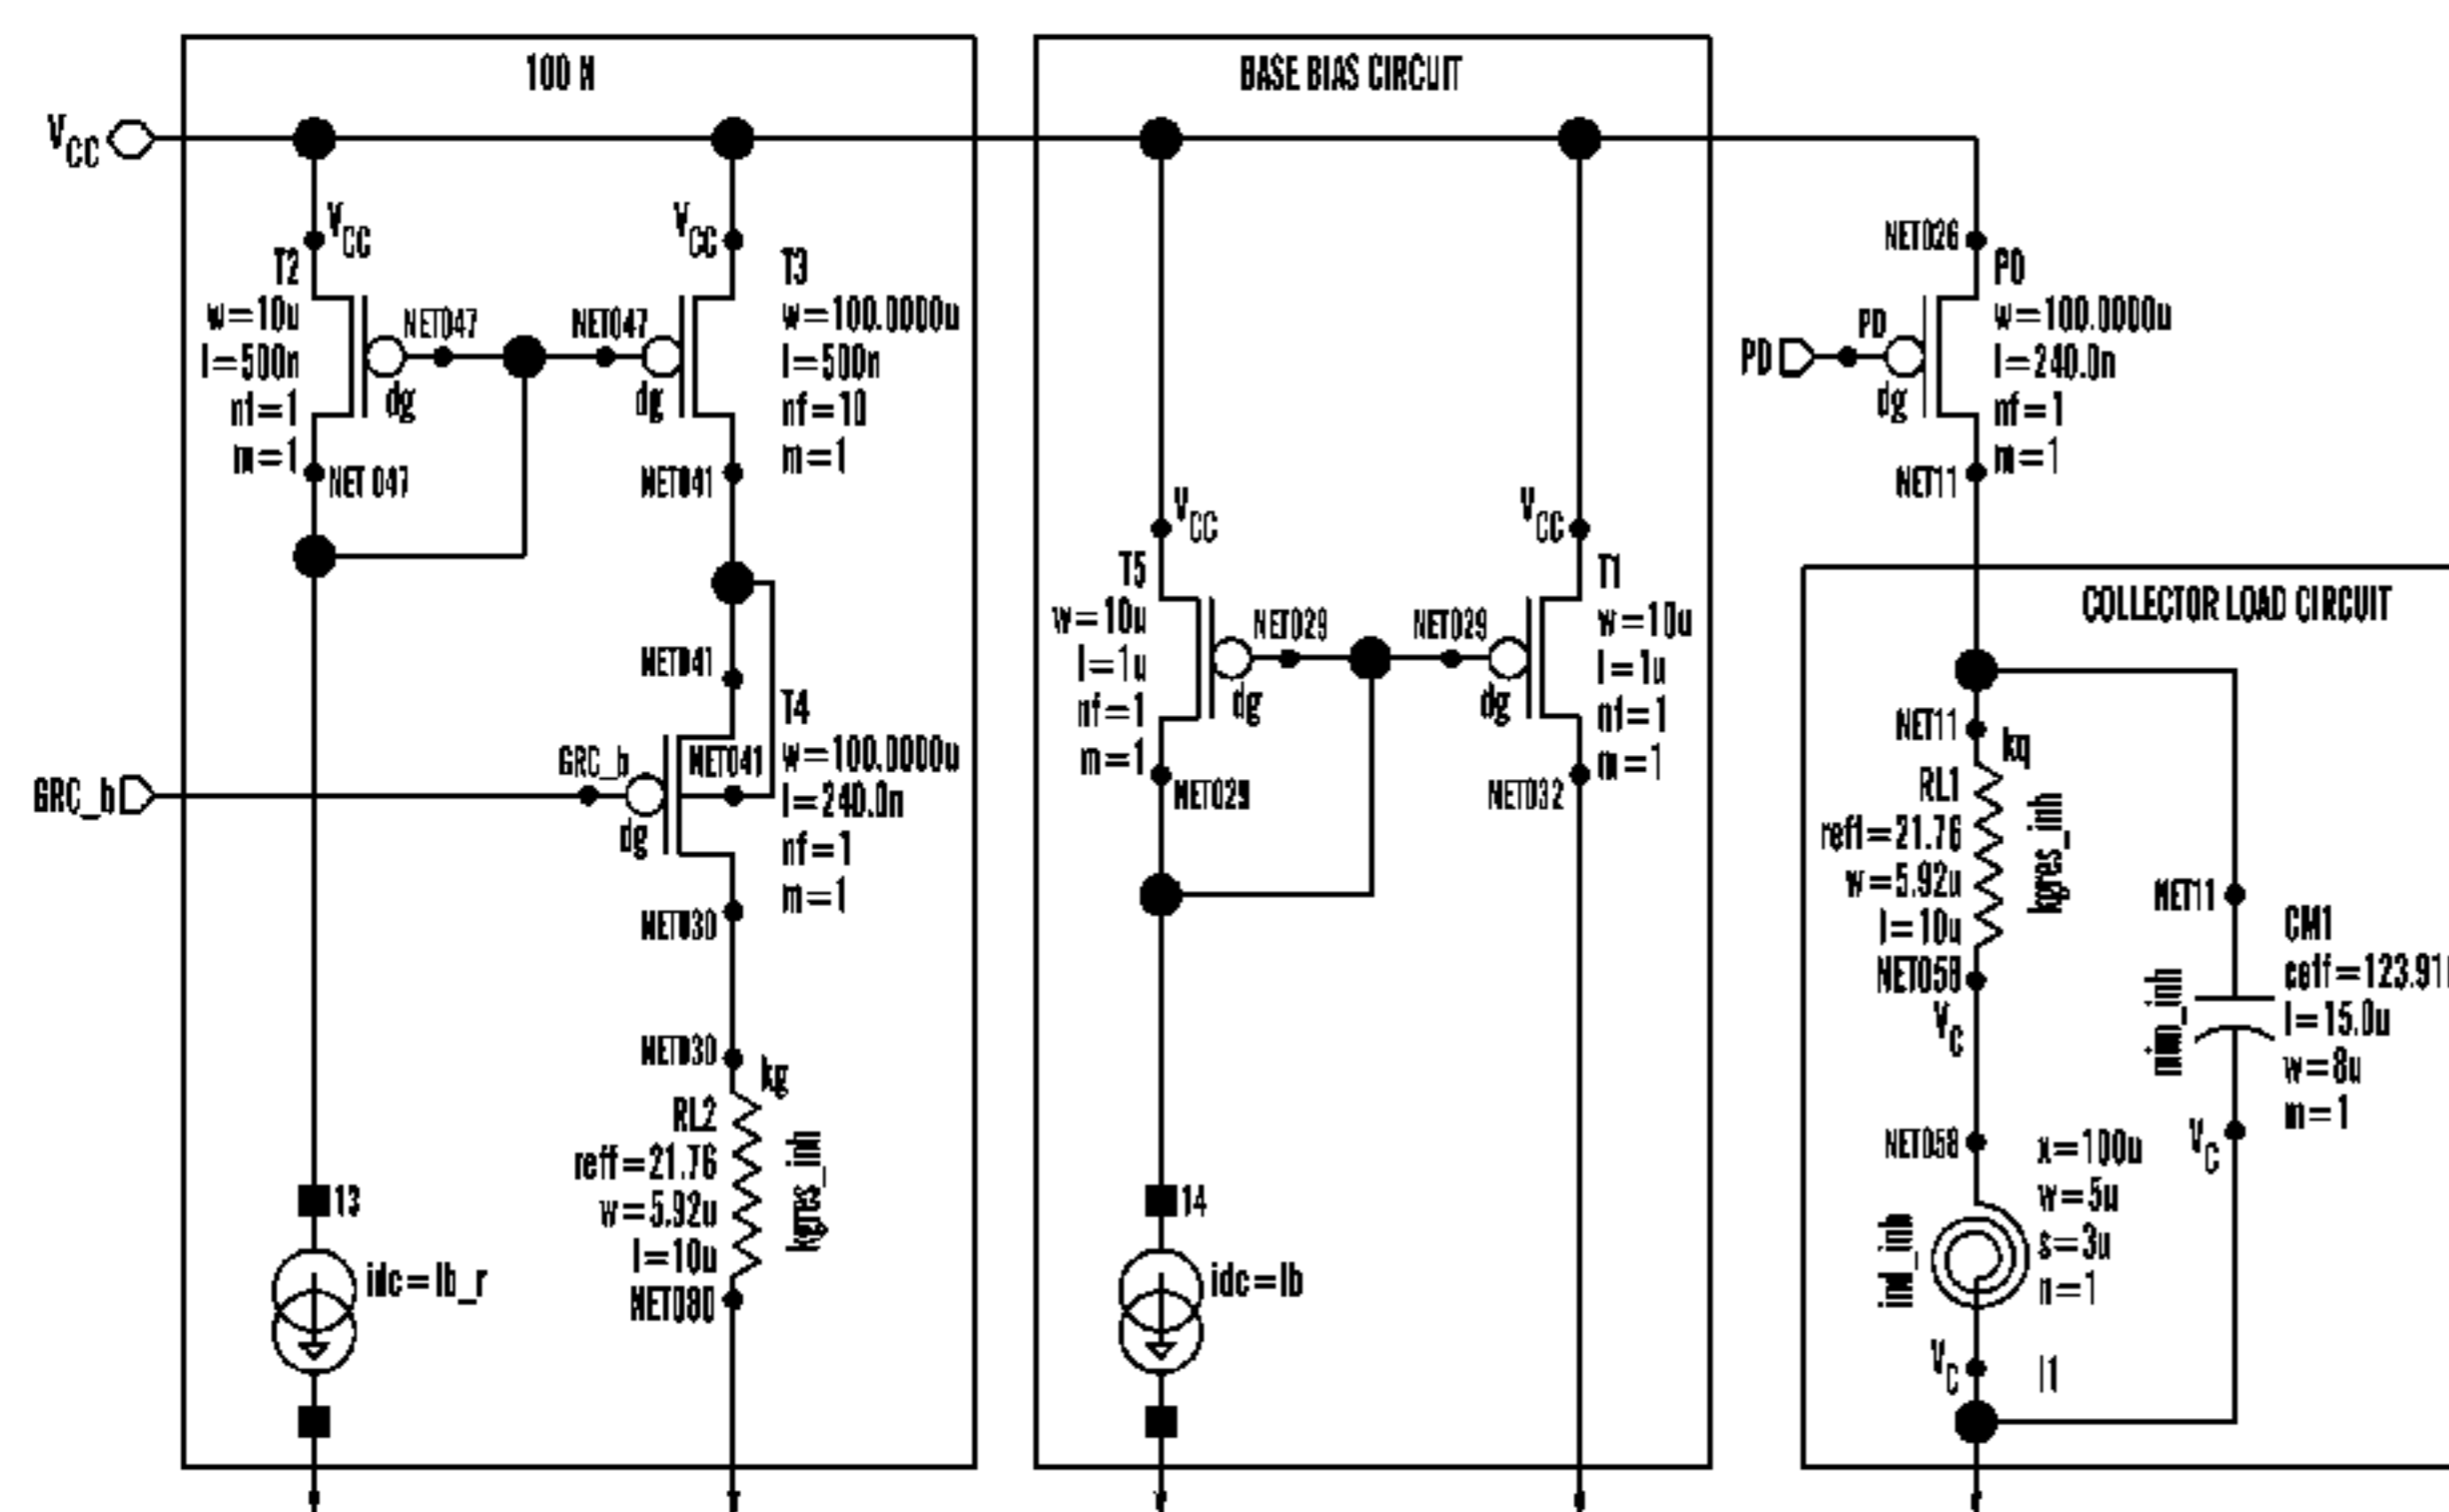 100 H
BASE BIAS CIRCUIT
VCC
VCC
T2
w=10u
l=500n
nf=1
m=1
NET047
dg
NET 047
VCC
T3
w=100.0000u
l=500n
nf=10
m=1
NET047
dg
NET041
NET041
T4
w=100.0000u
l=240.0n
nf=1
m=1
GRC_b
GRC_b
NET041
dg
NET030
NET030
kg
RL2
reff=21.76
w=5.92u
l=10u
kgres_inh
NET080
13
idc=Ib_r
VCC
T5
w=10u
l=1u
nf=1
m=1
NET029
dg
NET029
VCC
T1
w=10u
l=1u
nf=1
m=1
NET029
dg
NET032
14
idc=Ib
NET026
PD
w=100.0000u
l=240.0n
nf=1
m=1
PD
PD
dg
NET11
COLLECTOR LOAD CIRCUIT
NET11
kq
RL1
reff=21.76
w=5.92u
l=10u
kqres_inh
NET058
VC
NET11
CM1
l=15.0u
w=8u
m=1
mim_inh
VC
NET058
x=100u
w=5u
s=3u
n=1
ind_inh
VC
I1